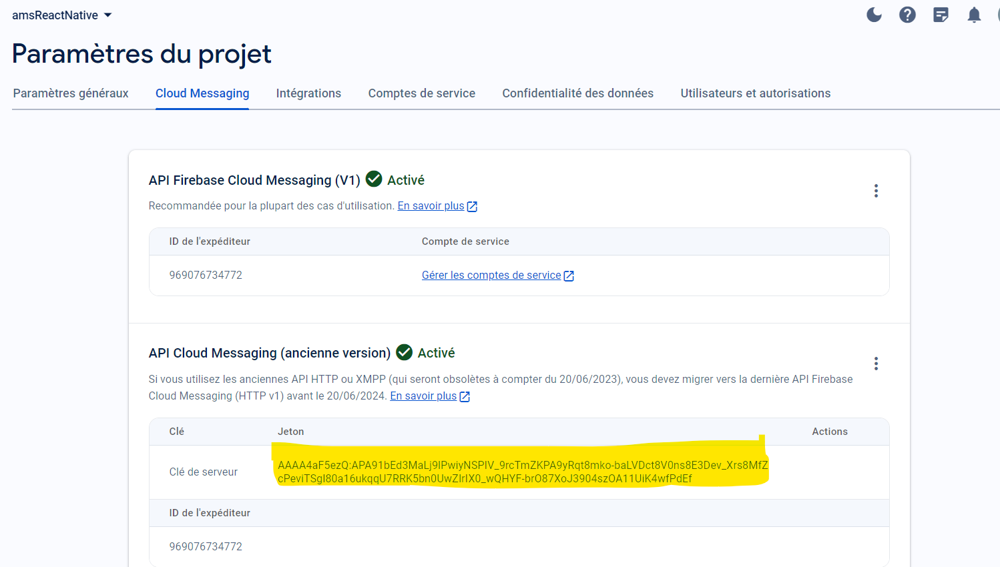 amsReactNative
Paramètres du projet
Paramètres généraux Cloud Messaging Intégrations Comptes de service Confidentialité des données Utilisateurs et autorisations
API Firebase Cloud Messaging (V1) Activé
Recommandée pour la plupart des cas d'utilisation. En savoir plus
ID de l'expéditeur Compte de service
969076734772 Gérer les comptes de service
API Cloud Messaging (ancienne version) Activé
Si vous utilisez les anciennes API HTTP ou XMPP (qui seront obsolètes à compter du 20/06/2023), vous devez migrer vers la dernière API Firebase
Cloud Messaging (HTTP v1) avant le 20/06/2024. En savoir plus
Clé Jeton Actions
Clé de serveur
ID de l'expéditeur
969076734772